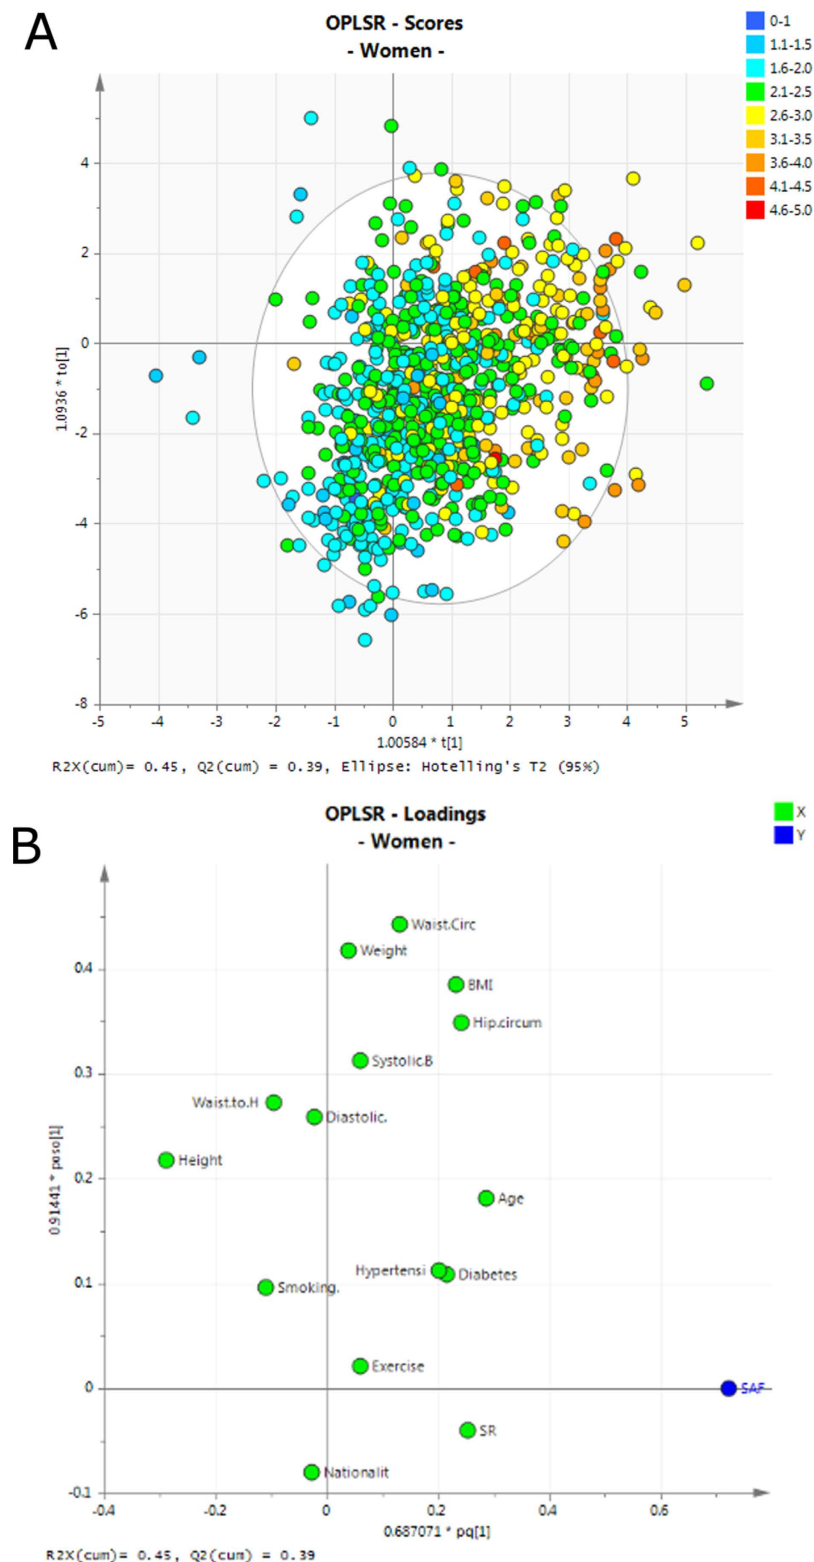 A
OPLSR - Scores
- Women -
0-1
1.1-1.5
1.6-2.0
2.1-2.5
2.6-3.0
3.1-3.5
3.6-4.0
4.1-4.5
4.6-5.0
4
2
0
-2
-4
-6
-8
1.0936 * to[1]
-5 -4 -3 -2 -1 0 1 2 3 4 5
1.00584 * t[1]
R2X(cum)= 0.45, Q2(cum) = 0.39, Ellipse: Hotelling's T2 (95%)
B
OPLSR - Loadings
- Women -
X
Y
Waist.Circ
Weight
BMI
0.4
Hip.circum
Systolic.B
0.3
Waist.to.H
Diastolic.
Height
0.2
Age
Hypertensi
Diabetes
0.1
Smoking.
Exercise
0
SAF
SR
Nationalit
-0.1
0.91441 * poso[1]
-0.4 -0.2 0 0.2 0.4 0.6
0.687071 * pq[1]
R2X(cum)= 0.45, Q2(cum) = 0.39